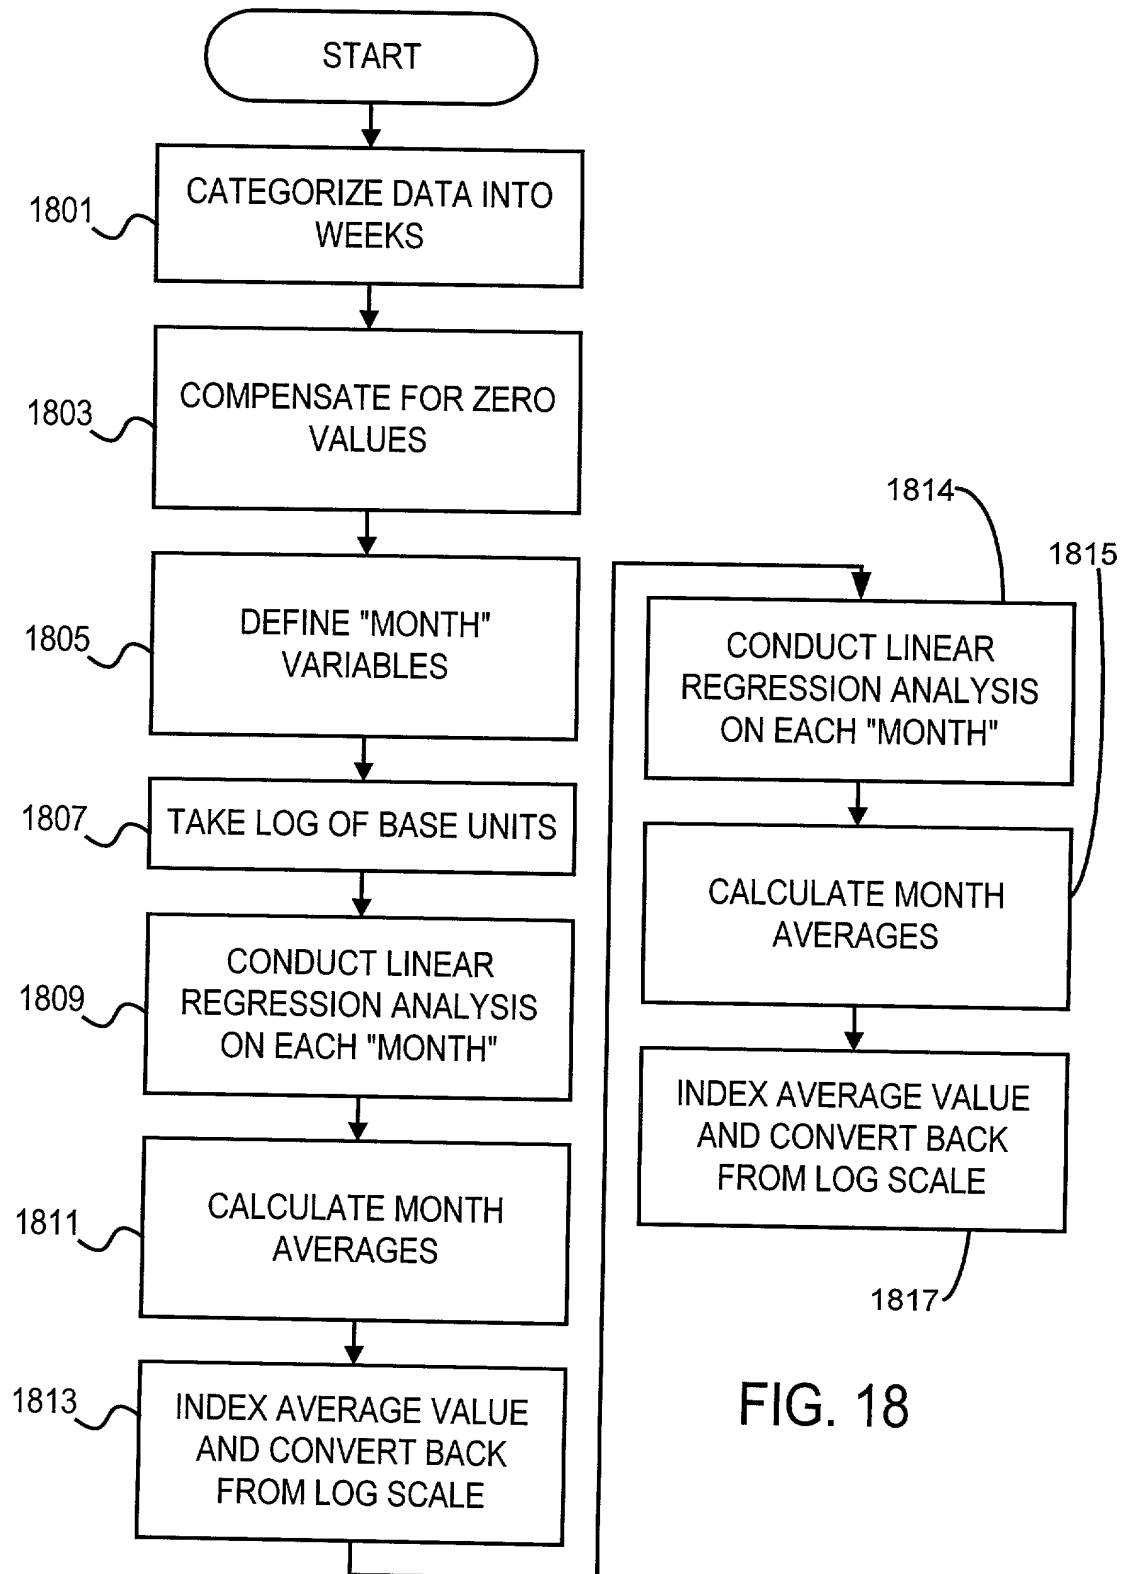 START
1801
CATEGORIZE DATA INTO
WEEKS
1803
COMPENSATE FOR ZERO
VALUES
1805
DEFINE "MONTH"
VARIABLES
1807
TAKE LOG OF BASE UNITS
1809
CONDUCT LINEAR
REGRESSION ANALYSIS
ON EACH "MONTH"
1811
CALCULATE MONTH
AVERAGES
1813
INDEX AVERAGE VALUE
AND CONVERT BACK
FROM LOG SCALE
1814
CONDUCT LINEAR
REGRESSION ANALYSIS
ON EACH "MONTH"
1815
CALCULATE MONTH
AVERAGES
INDEX AVERAGE VALUE
AND CONVERT BACK
FROM LOG SCALE
1817
FIG. 18